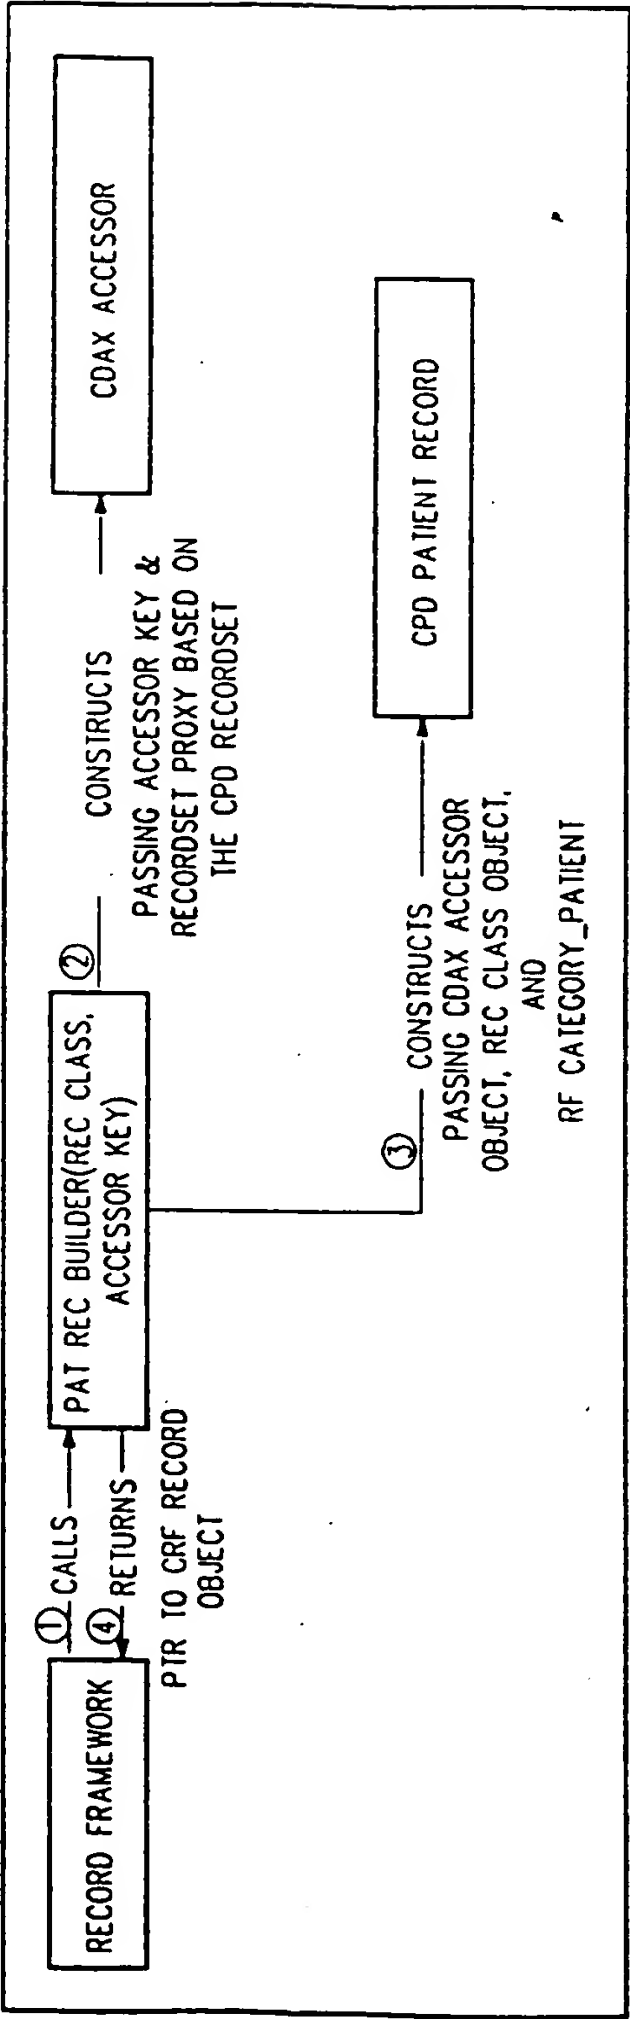 RECORD FRAMEWORK
① CALLS
④ RETURNS
PTR TO CRF RECORD
OBJECT
PAT REC BUILDER(REC CLASS,
ACCESSOR KEY)
②
CONSTRUCTS
PASSING ACCESSOR KEY &
RECORDSET PROXY BASED ON
THE CPD RECORDSET
CDAX ACCESSOR
③
CONSTRUCTS
PASSING CDAX ACCESSOR
OBJECT, REC CLASS OBJECT,
AND
RF CATEGORY_PATIENT
CPD PATIENT RECORD